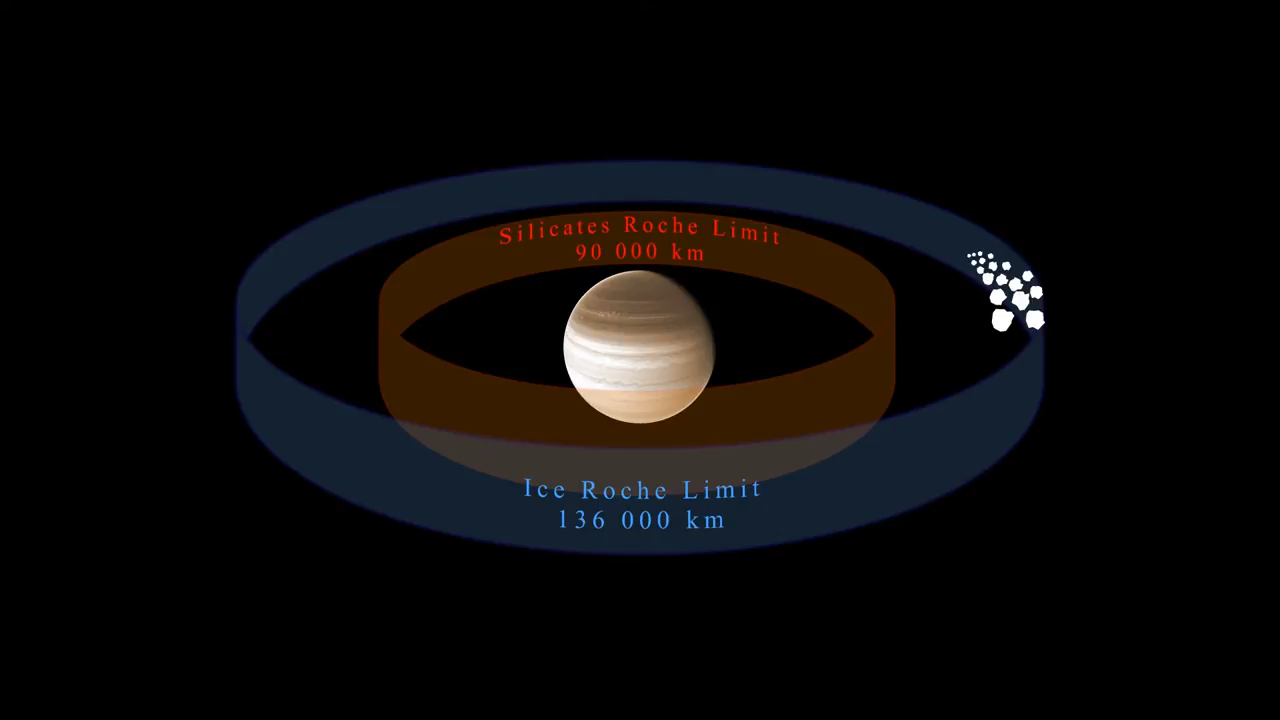 Silicates Roche Limit
90 000 km
Ice Roche Limit
136 000 km